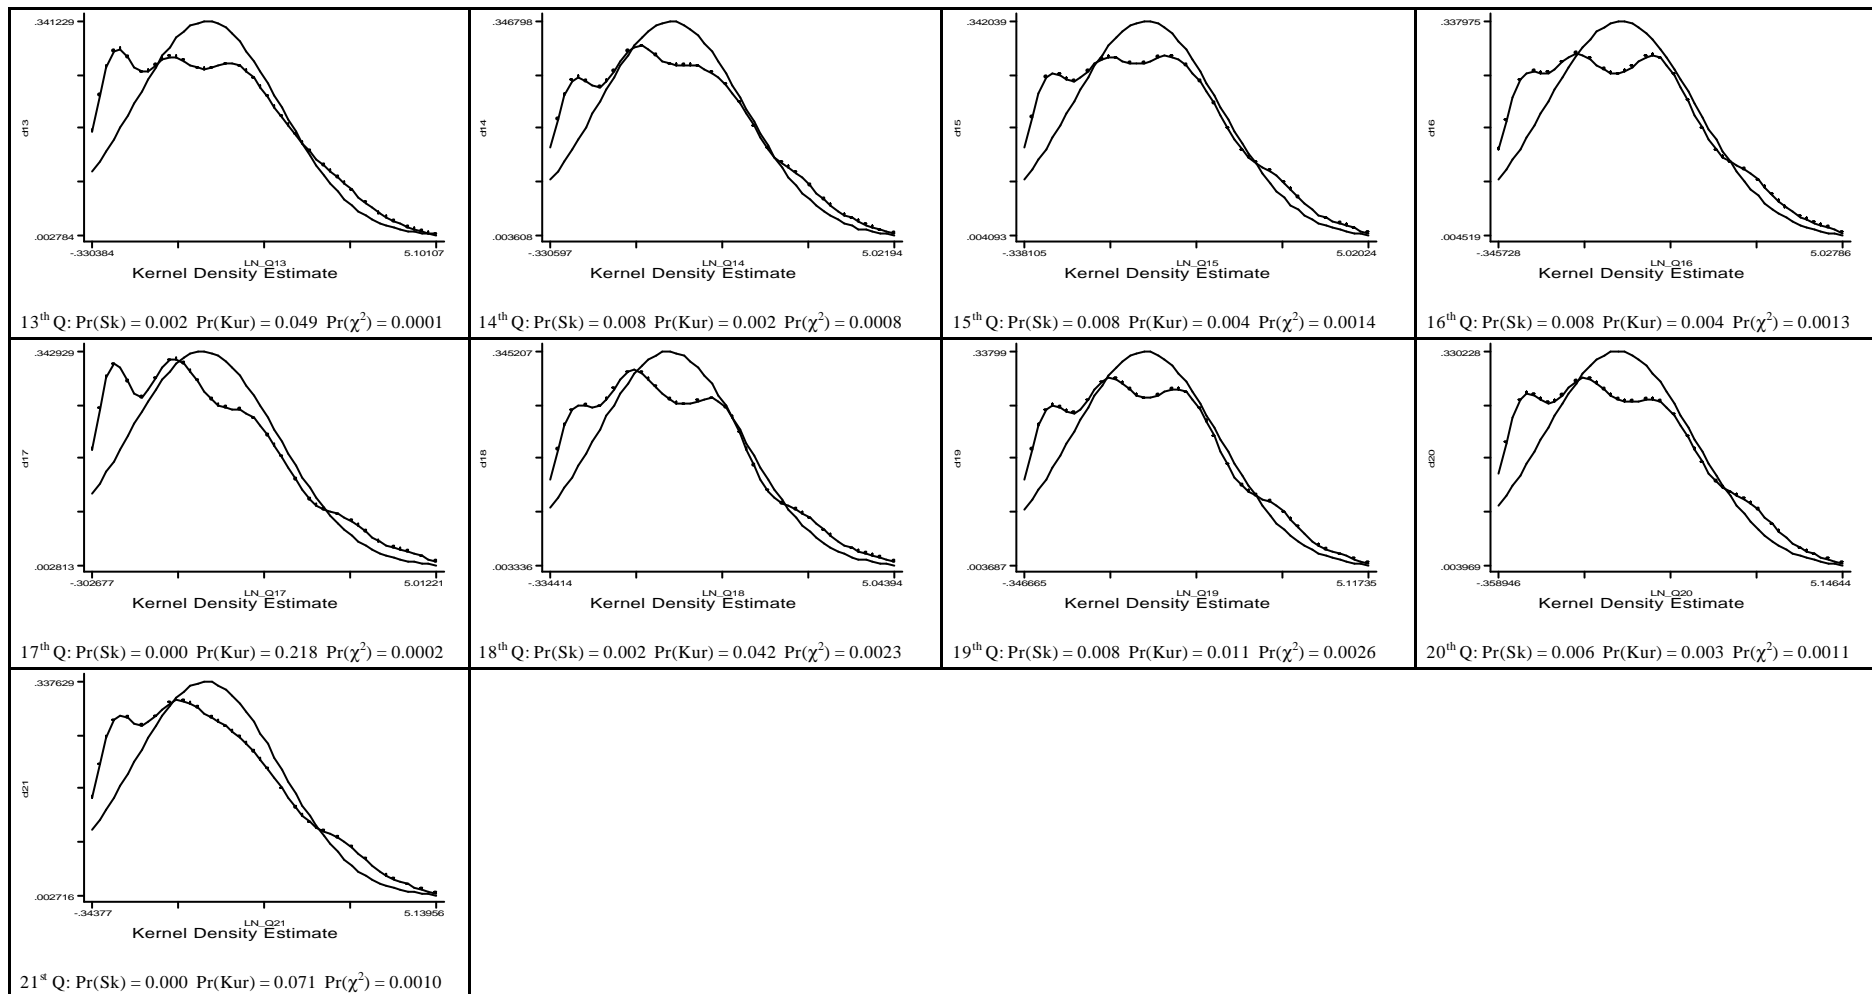 .341229
d13
.002784
-.330384
5.10107
LN_Q13
Kernel Density Estimate
13th Q: Pr(Sk) = 0.002 Pr(Kur) = 0.049 Pr(χ2) = 0.0001
.346798
d14
.003608
-.330597
5.02194
LN_Q14
Kernel Density Estimate
14th Q: Pr(Sk) = 0.008 Pr(Kur) = 0.002 Pr(χ2) = 0.0008
.342039
d15
.004093
-.338105
5.02024
LN_Q15
Kernel Density Estimate
15th Q: Pr(Sk) = 0.008 Pr(Kur) = 0.004 Pr(χ2) = 0.0014
.337975
d16
.004519
-.345728
5.02786
LN_Q16
Kernel Density Estimate
16th Q: Pr(Sk) = 0.008 Pr(Kur) = 0.004 Pr(χ2) = 0.0013
.342929
d17
.002813
-.302677
5.01221
LN_Q17
Kernel Density Estimate
17th Q: Pr(Sk) = 0.000 Pr(Kur) = 0.218 Pr(χ2) = 0.0002
.345207
d18
.003336
-.334414
5.04394
LN_Q18
Kernel Density Estimate
18th Q: Pr(Sk) = 0.002 Pr(Kur) = 0.042 Pr(χ2) = 0.0023
.33799
d19
.003687
-.346665
5.11735
LN_Q19
Kernel Density Estimate
19th Q: Pr(Sk) = 0.008 Pr(Kur) = 0.011 Pr(χ2) = 0.0026
.330228
d20
.003969
-.358946
5.14644
LN_Q20
Kernel Density Estimate
20th Q: Pr(Sk) = 0.006 Pr(Kur) = 0.003 Pr(χ2) = 0.0011
.337629
d21
.002716
-.34377
5.13956
LN_Q21
Kernel Density Estimate
21st Q: Pr(Sk) = 0.000 Pr(Kur) = 0.071 Pr(χ2) = 0.0010